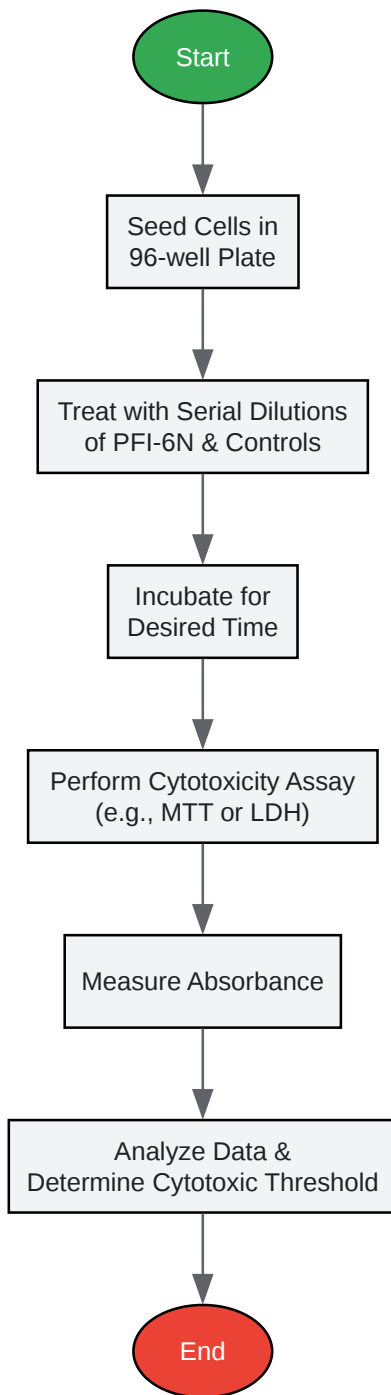 Start
Seed Cells in
96-well Plate
Treat with Serial Dilutions
of PFI-6N & Controls
Incubate for
Desired Time
Perform Cytotoxicity Assay
(e.g., MTT or LDH)
Measure Absorbance
Analyze Data &
Determine Cytotoxic Threshold
End